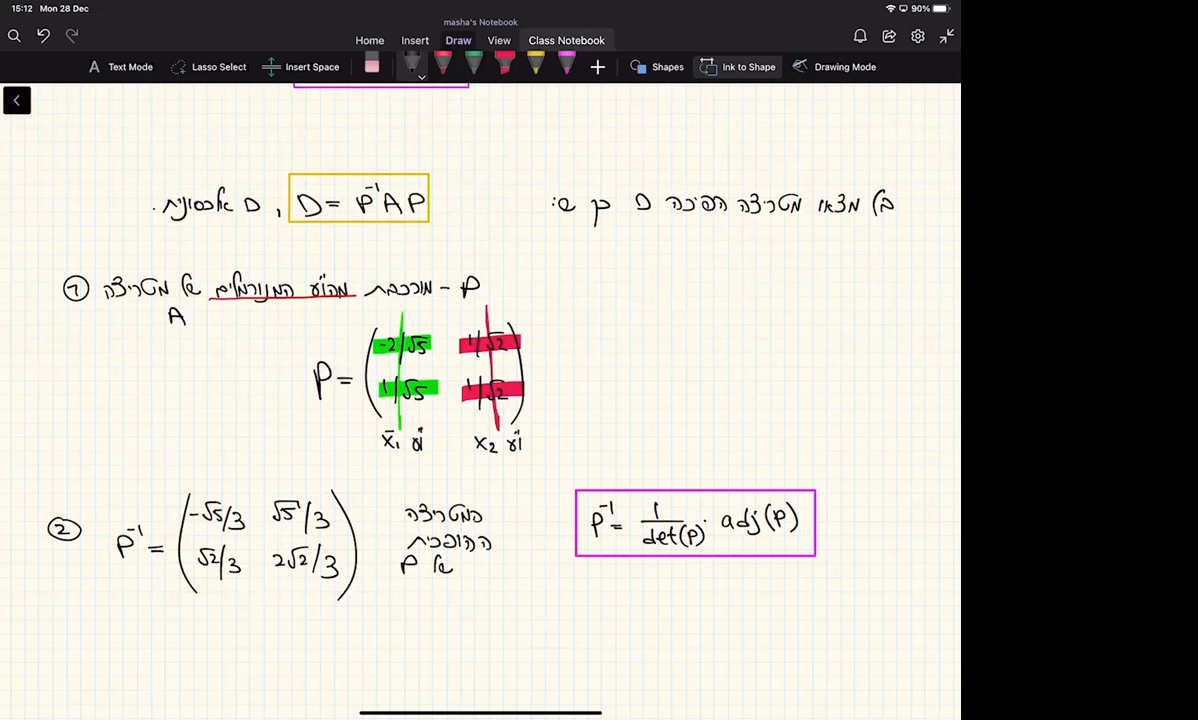 15:12 Mon 28 Dec
90%
masha's Notebook
Home Insert Draw View Class Notebook
Text Mode Lasso Select Insert Space Shapes Ink to Shape Drawing Mode
ב) מצאו מטריצה הפיכה D כך ש:
D = P⁻¹AP , D אלכסונית.
① P - מורכבת מהו"ע המנורמלים של מטריצה
A
P = ( -2/√5 1/√2
1/√5 1/√2 )
x̄₁ ו"ע x₂ ו"ע
② P⁻¹ = ( -√5/3 √5/3
√2/3 2√2/3 )
המטריצה
ההופכית
של P
P⁻¹ = 1/det(P) · adj(P)